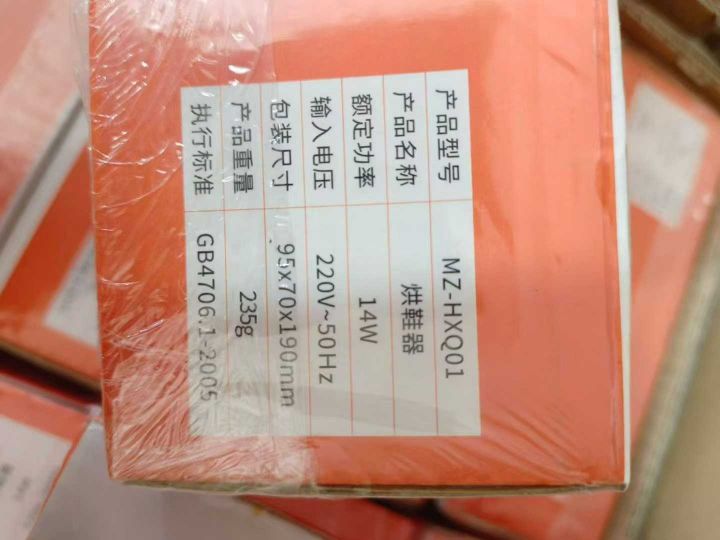 产品型号 MZ-HXQ01
产品名称 烘鞋器
额定功率 14W
输入电压 220V~50Hz
包装尺寸 95x70x190mm
产品重量 235g
执行标准 GB4706.1-2005